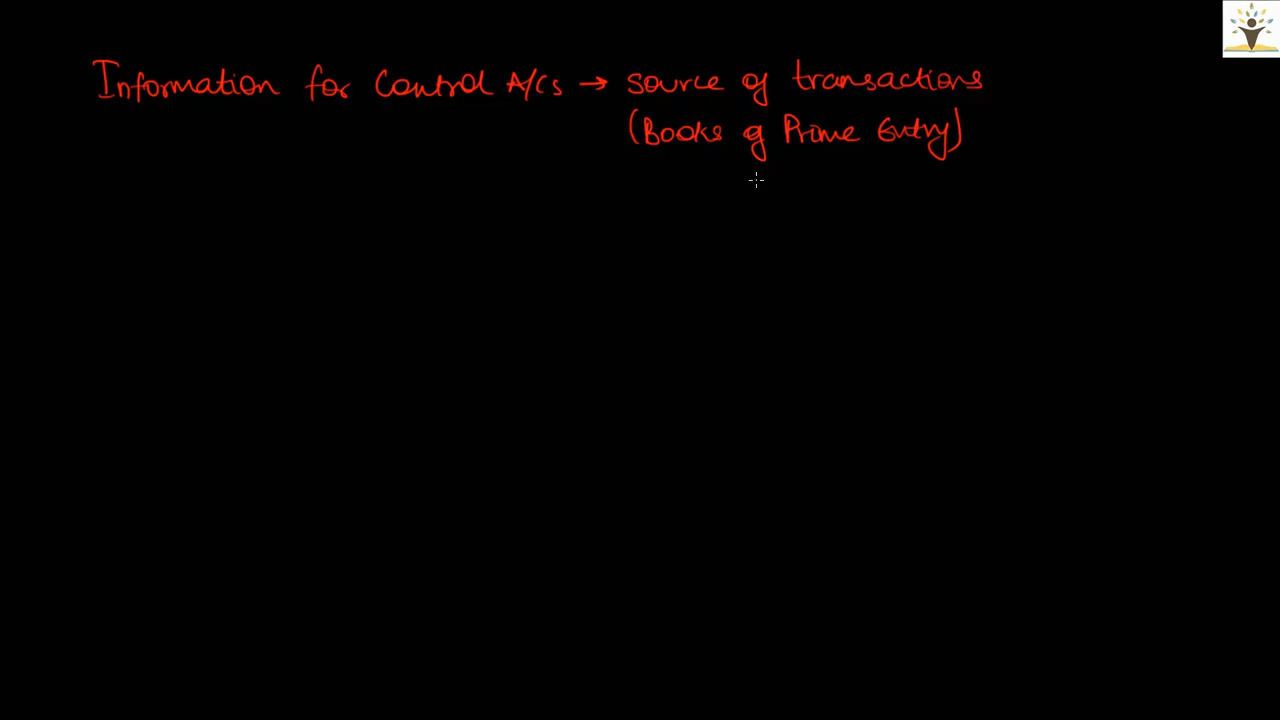 Information for Control A/Cs → source of transactions
(Books of Prime Entry)